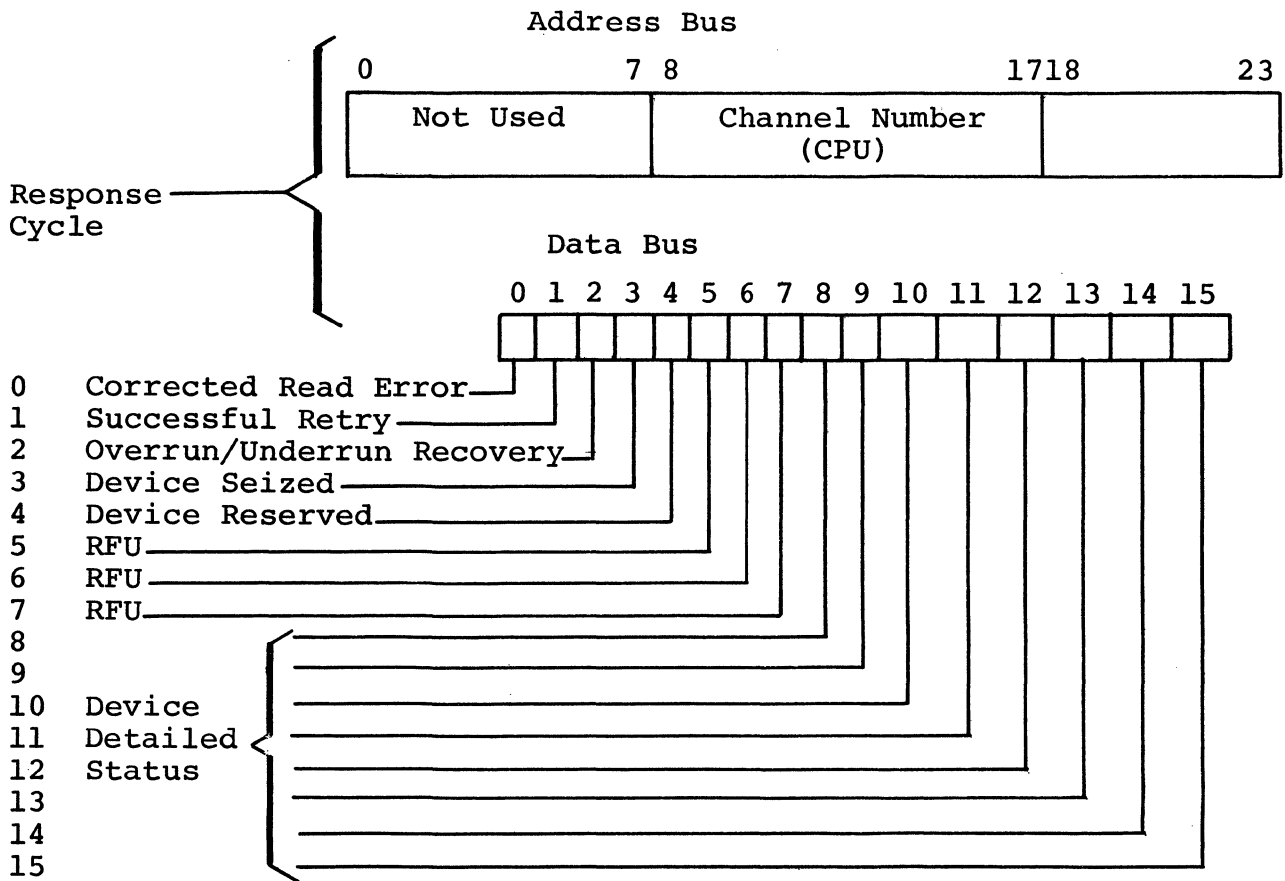 Address Bus
0 7 8 1718 23
Not Used Channel Number
(CPU)
Response
Cycle
Data Bus
0 1 2 3 4 5 6 7 8 9 10 11 12 13 14 15
0 Corrected Read Error
1 Successful Retry
2 Overrun/Underrun Recovery
3 Device Seized
4 Device Reserved
5 RFU
6 RFU
7 RFU
8
9
10 Device
11 Detailed
12 Status
13
14
15